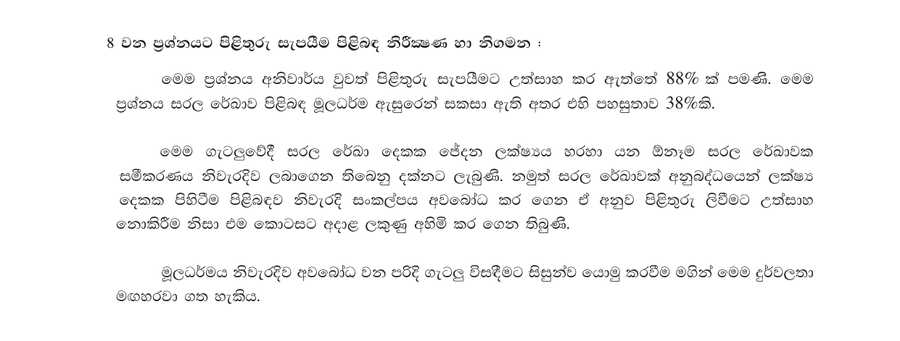 8 වන ප්‍රශ්නයට පිළිතුරු සැපයීම පිළිබඳ නිරීක්‍ෂණ හා නිගමන :
මෙම ප්‍රශ්නය අනිවාර්ය වුවත් පිළිතුරු සැපයීමට උත්සාහ කර ඇත්තේ 88% ක් පමණි. මෙම
ප්‍රශ්නය සරල රේඛාව පිළිබඳ මූලධර්ම ඇසුරෙන් සකසා ඇති අතර එහි පහසුතාව 38%කි.
මෙම ගැටලුවේදී සරල රේඛා දෙකක ඡේදන ලක්ෂ්‍යය හරහා යන ඕනෑම සරල රේඛාවක
සමීකරණය නිවැරදිව ලබාගෙන තිබෙනු දක්නට ලැබුණි. නමුත් සරල රේඛාවක් අනුබද්ධයෙන් ලක්ෂ්‍ය
දෙකක පිහිටීම පිළිබඳව නිවැරදි සංකල්පය අවබෝධ කර ගෙන ඒ අනුව පිළිතුරු ලිවීමට උත්සාහ
නොකිරීම නිසා එම කොටසට අදාළ ලකුණු අහිමි කර ගෙන තිබුණි.
මූලධර්මය නිවැරදිව අවබෝධ වන පරිදි ගැටලු විසඳීමට සිසුන්ව යොමු කරවීම මගින් මෙම දුර්වලතා
මඟහරවා ගත හැකිය.